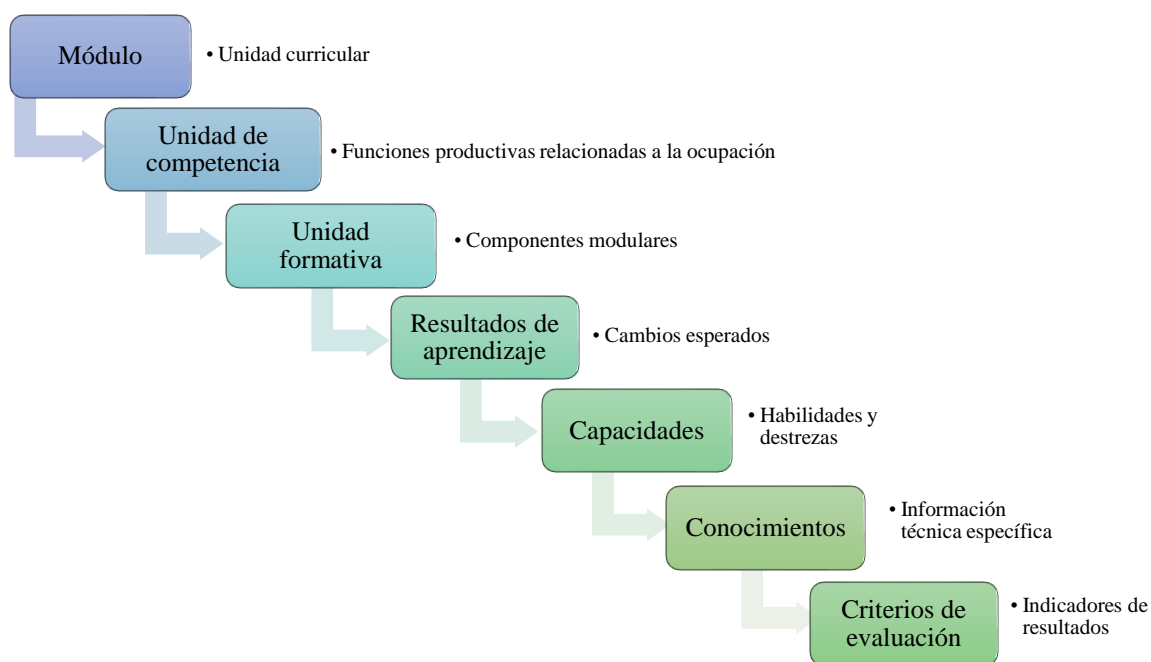 Módulo
• Unidad curricular
Unidad de
competencia
• Funciones productivas relacionadas a la ocupación
Unidad
formativa
• Componentes modulares
Resultados de
aprendizaje
• Cambios esperados
Capacidades
• Habilidades y
destrezas
Conocimientos
• Información
técnica específica
Criterios de
evaluación
• Indicadores de
resultados